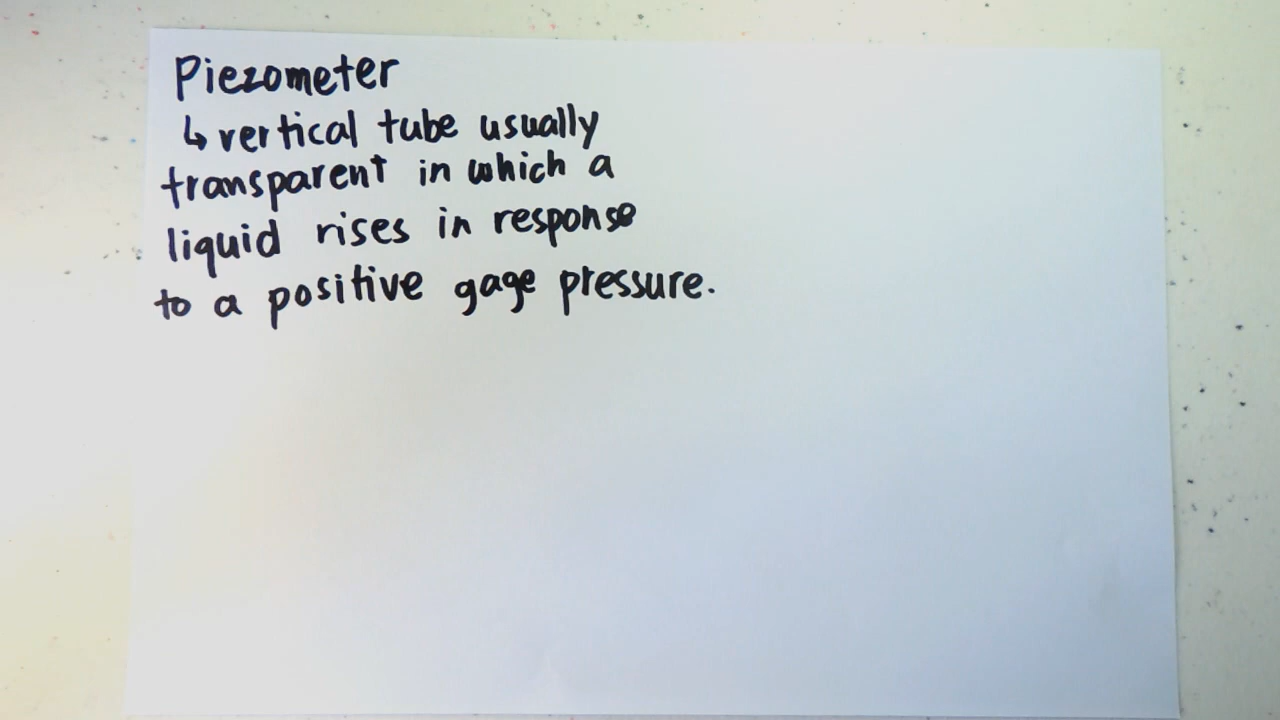 Piezometer
↳ vertical tube usually
transparent in which a
liquid rises in response
to a positive gage pressure.